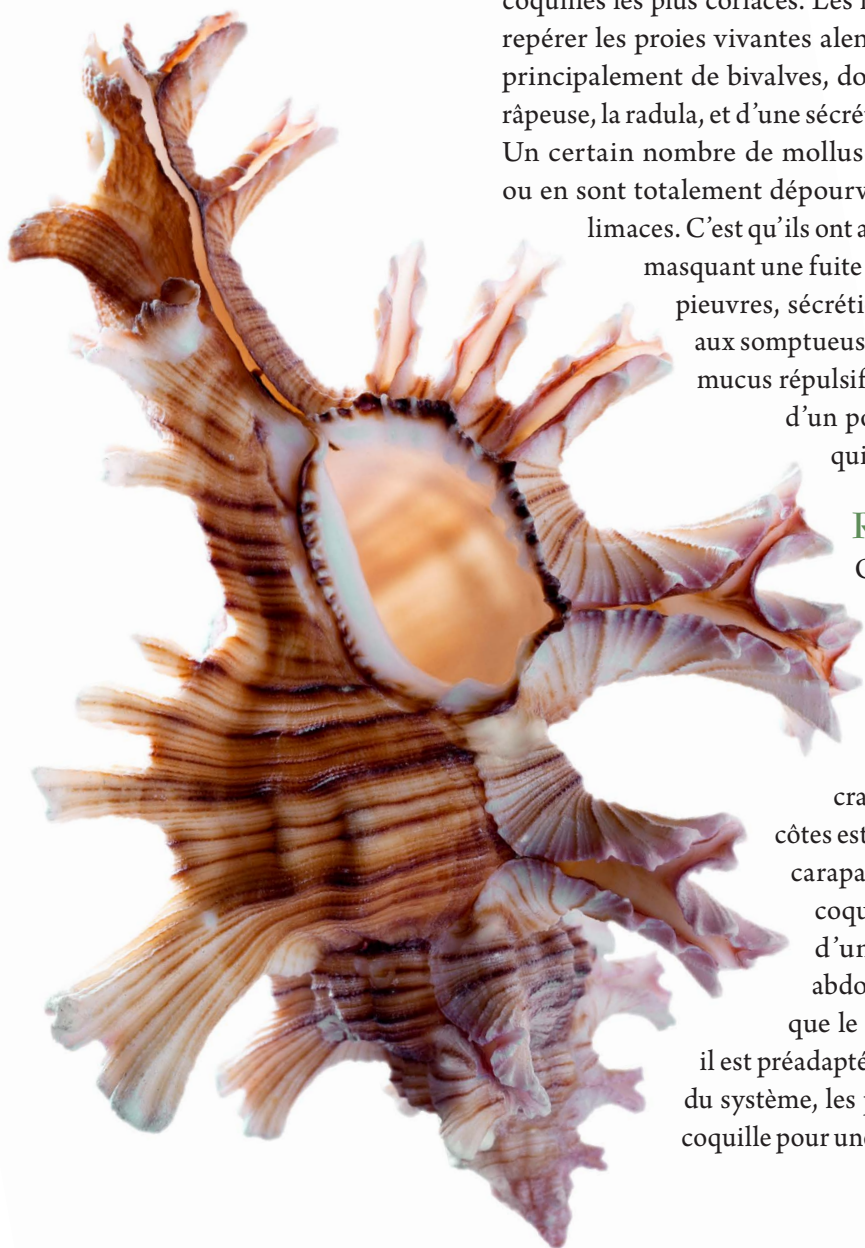 coquilles les plus coriaces. Les
repérer les proies vivantes alen
principalement de bivalves, do
râpeuse, la radula, et d’une sécré
Un certain nombre de mollus
ou en sont totalement dépourv
limaces. C’est qu’ils ont a
masquant une fuite
pieuvres, sécréti
aux somptueus
mucus répulsif
d’un po
qui
cra
côtes est
carapa
coqu
d’un
abdo
que le
il est préadapté
du système, les p
coquille pour une